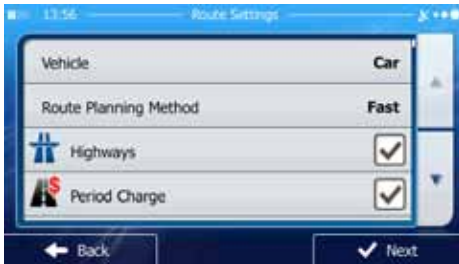 13:56 Route Settings
Vehicle Car
Route Planning Method Fast
Highways
$ Period Charge
Back Next